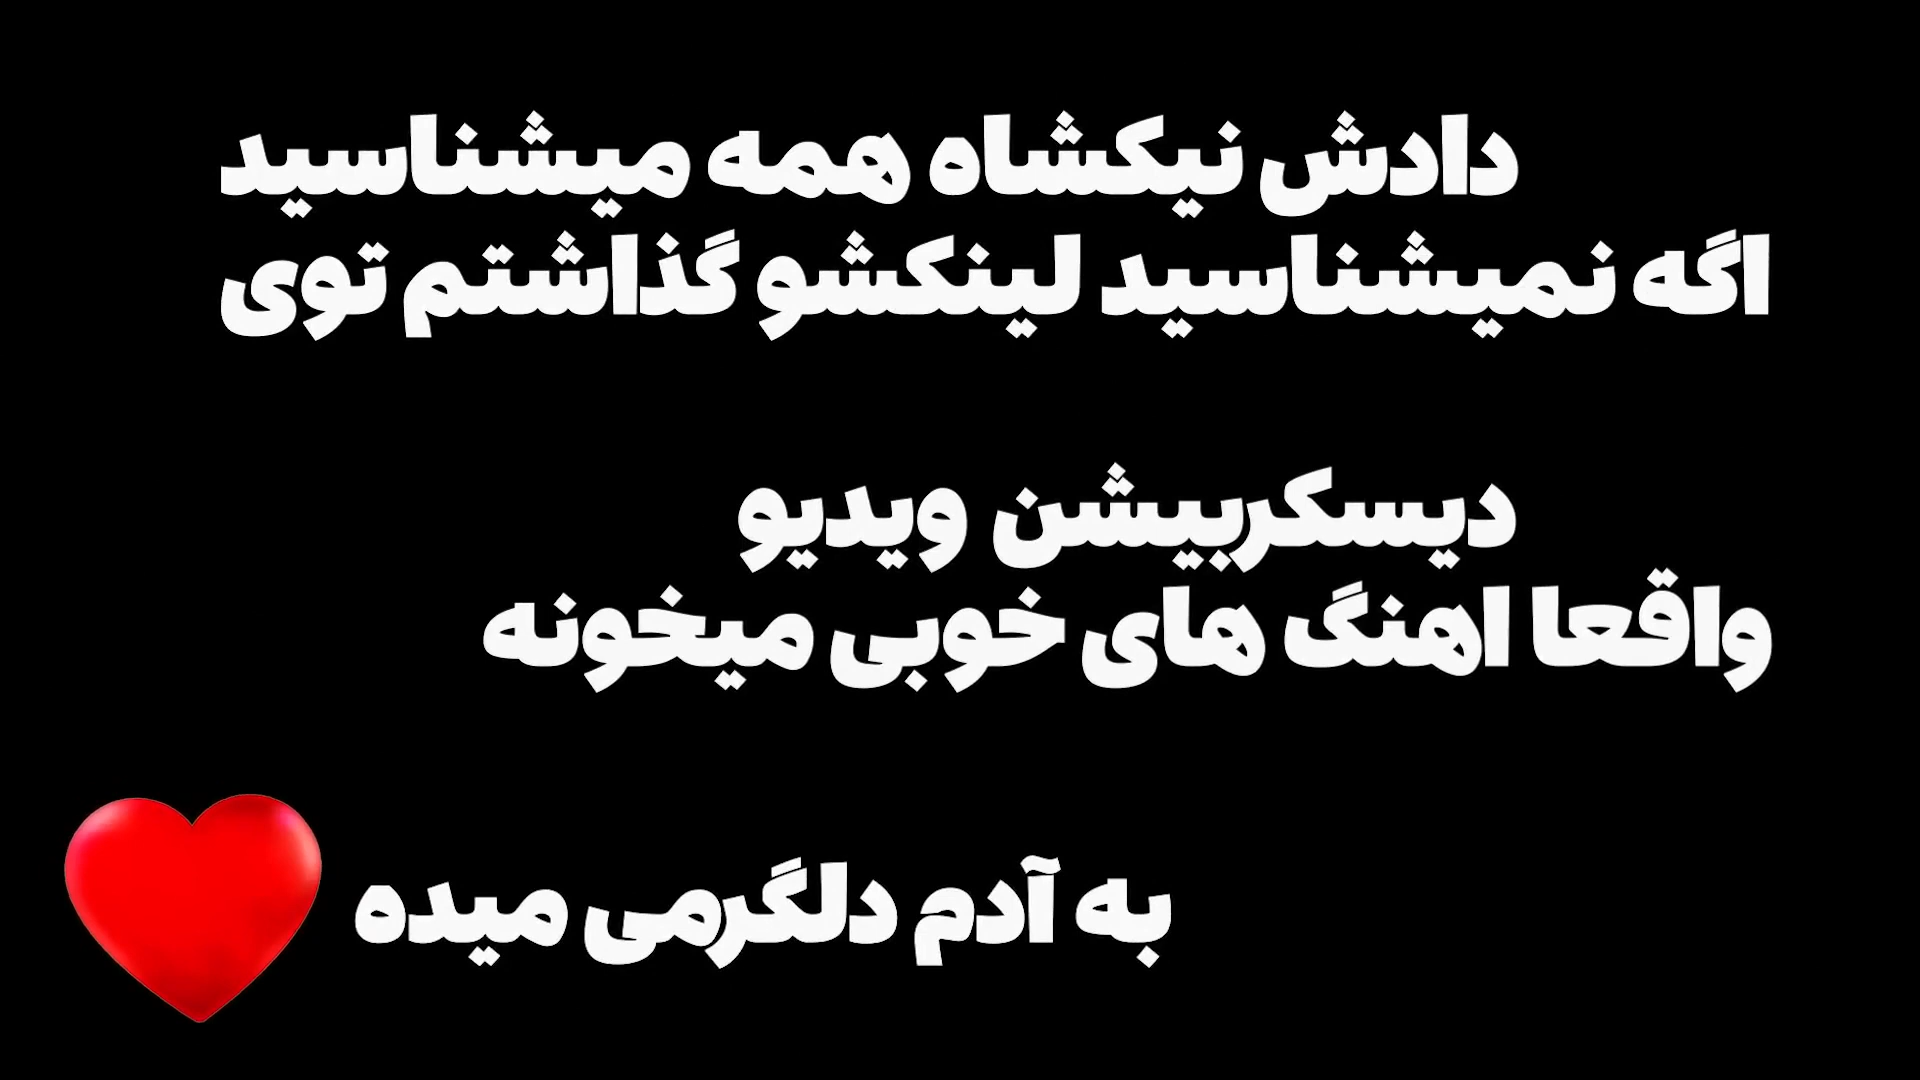 دادش نیکشاه همه میشناسید
اگه نمیشناسید لینکشو گذاشتم توی
دیسکربیشن ویدیو
واقعا اهنگ های خوبی میخونه
به آدم دلگرمی میده